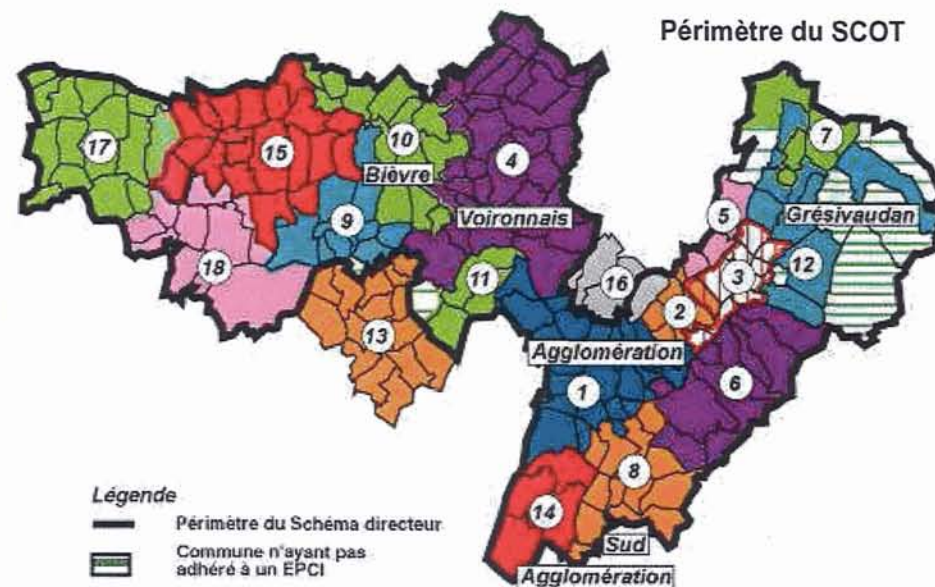 Périmètre du SCOT
7
17
10
15
4
Bièvre
Voironnais
5
Grésivaudan
9
3
12
18
16
11
2
13
Agglomération
1
6
8
14
Sud
Agglomération
Légende
Périmètre du Schéma directeur
Commune n'ayant pas
adhéré à un EPCI